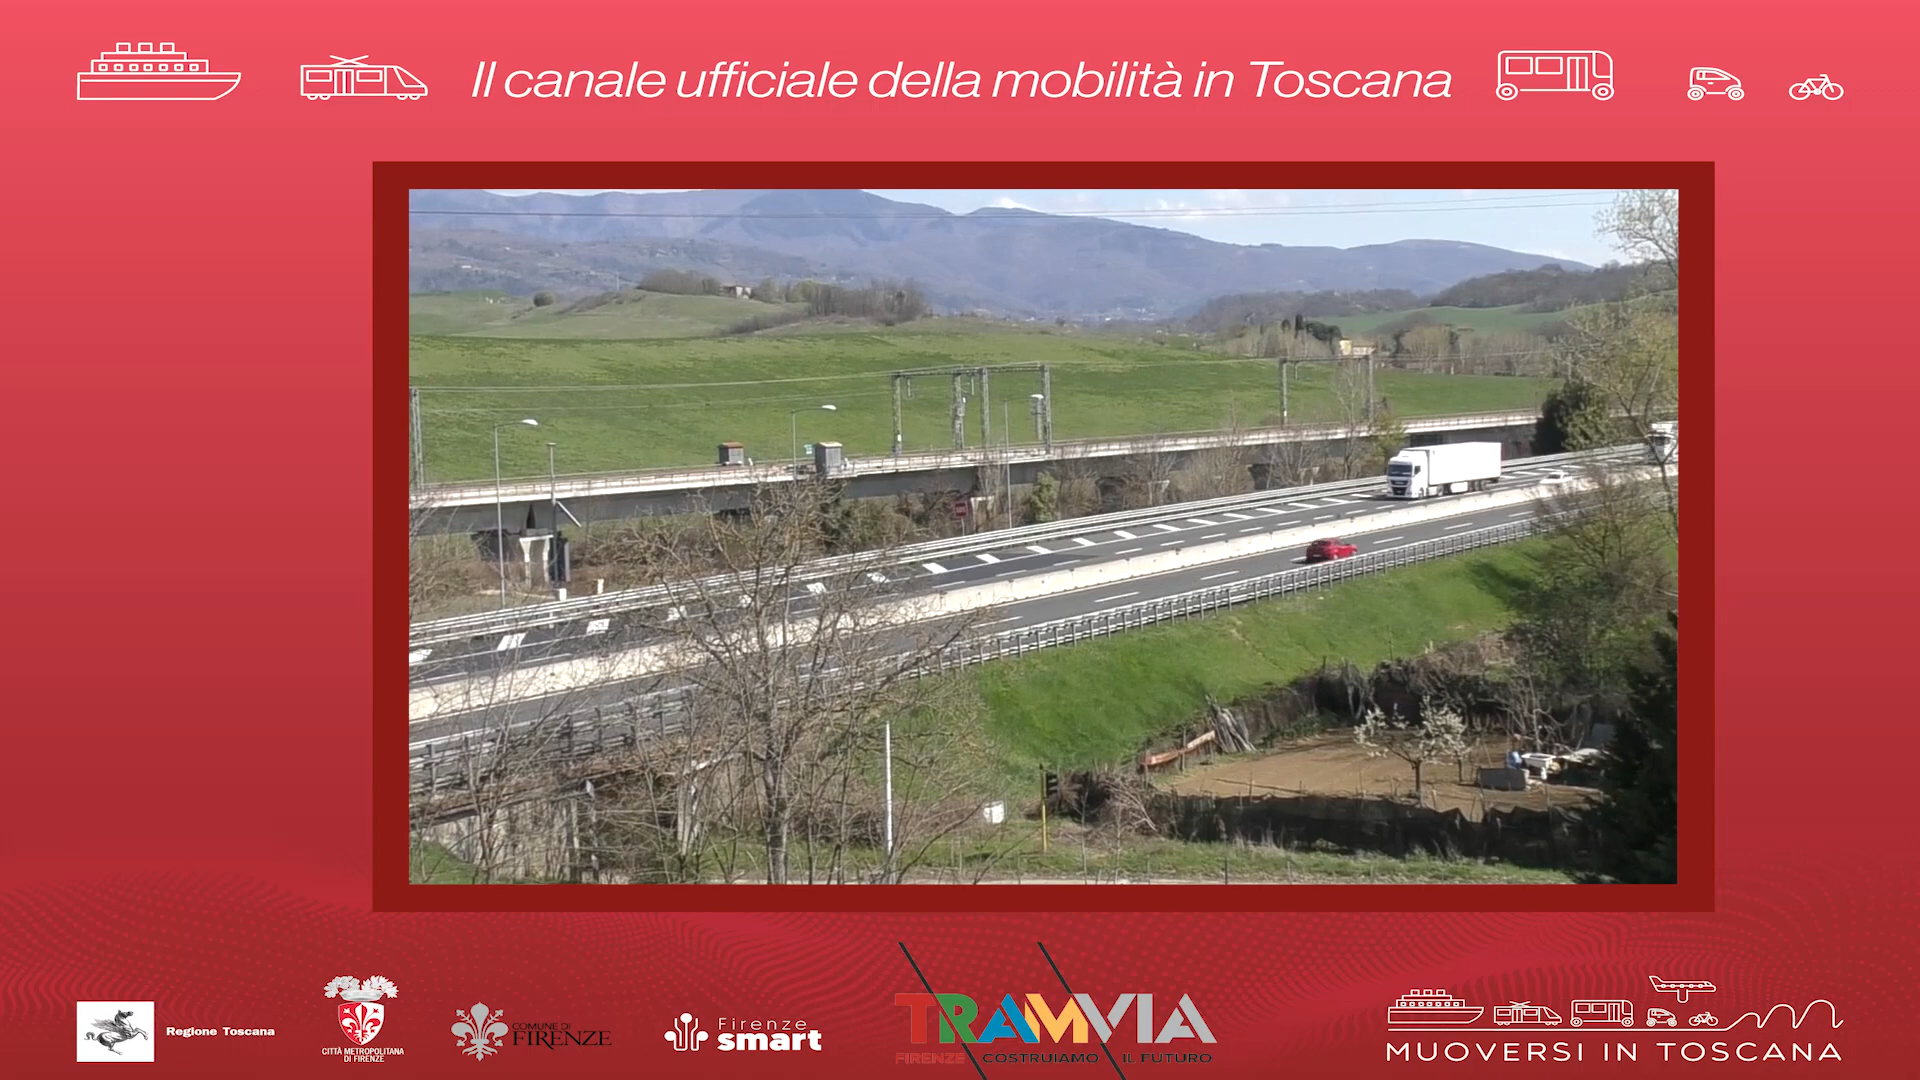 Il canale ufficiale della mobilità in Toscana
Regione Toscana
CITTÀ METROPOLITANA
DI FIRENZE
COMUNE DI
FIRENZE
Firenze
smart
TRAMVIA
FIRENZE COSTRUIAMO IL FUTURO
MUOVERSI IN TOSCANA